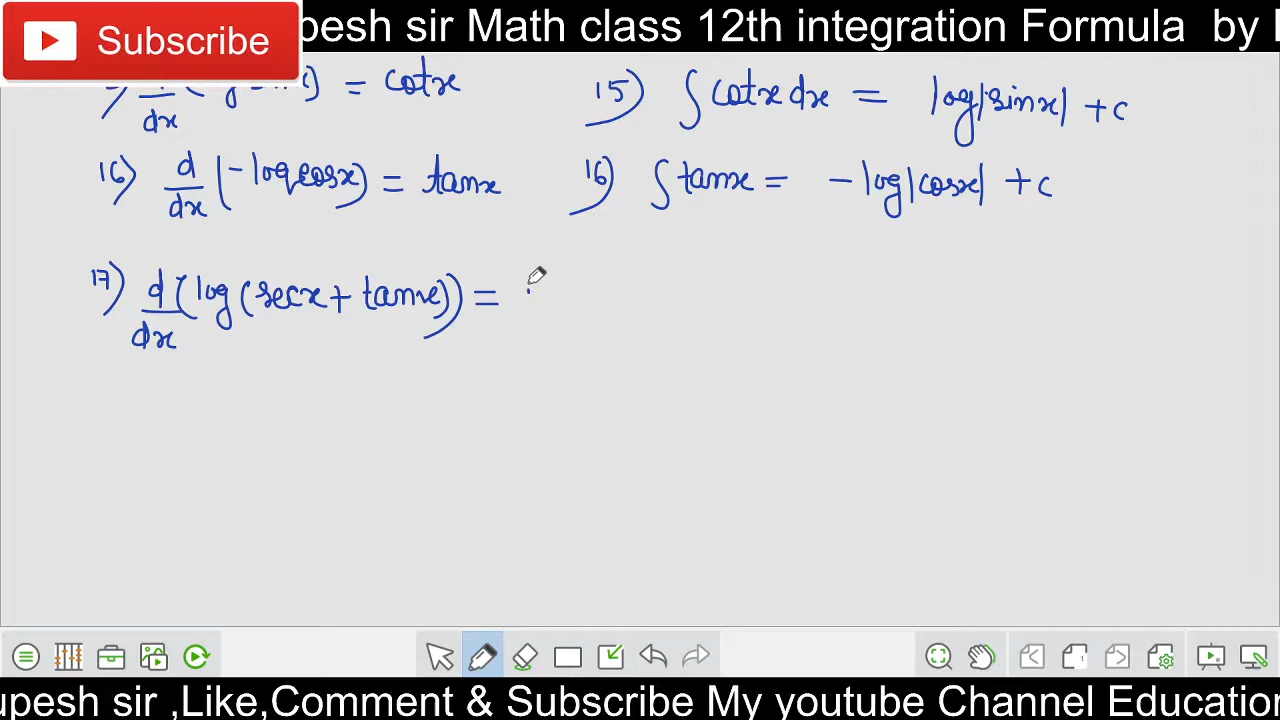 Subscribe
pesh sir Math class 12th integration Formula by
d/dx ( ) = cotx
15) ∫ cotx dx = log|sinx| + c
16) d/dx (-log cosx) = tanx
16) ∫ tanx = -log|cosx| + c
17) d/dx (log(secx + tanx)) =
upesh sir ,Like,Comment & Subscribe My youtube Channel Education